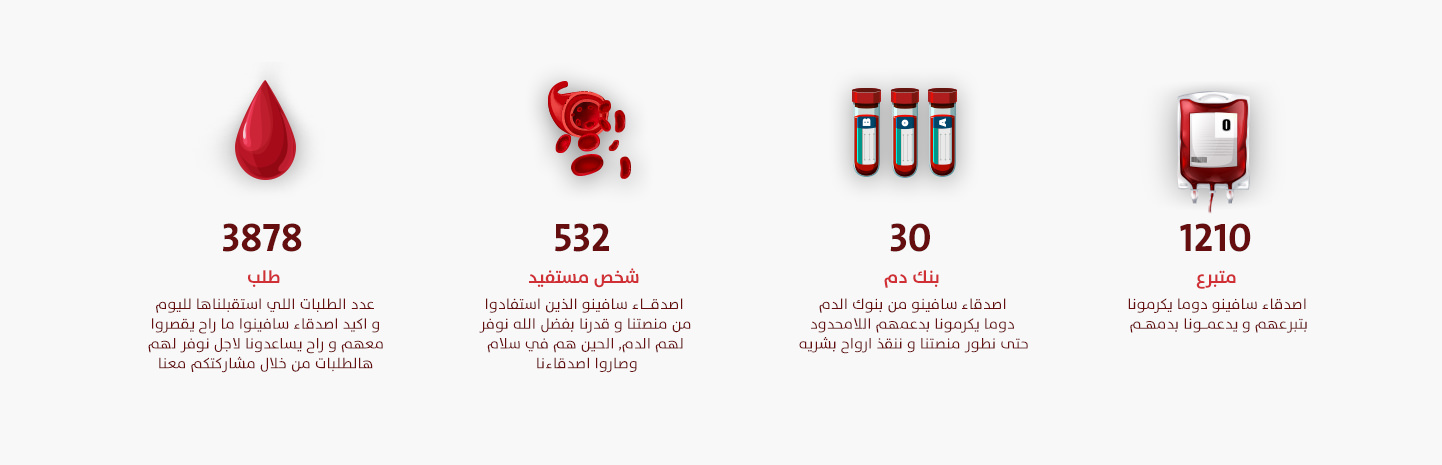 1210
متبرع
اصدقاء سافينو دوما يكرمونا
بتبرعهم و يدعمــونا بدمهـم
30
بنك دم
اصدقاء سافينو من بنوك الدم
دوما يكرمونا بدعمهم اللامحدود
حتى نطور منصتنا و ننقذ ارواح بشريه
532
شخص مستفيد
اصدقــاء سافينو الذين استفادوا
من منصتنا و قدرنا بفضل الله نوفر
لهم الدم, الحين هم في سلام
وصاروا اصدقاءنا
3878
طلب
عدد الطلبات اللي استقبلناها لليوم
و اكيد اصدقاء سافينوا ما راح يقصروا
معهم و راح يساعدونا لاجل نوفر لهم
هالطلبات من خلال مشاركتكم معنا
O
A
B